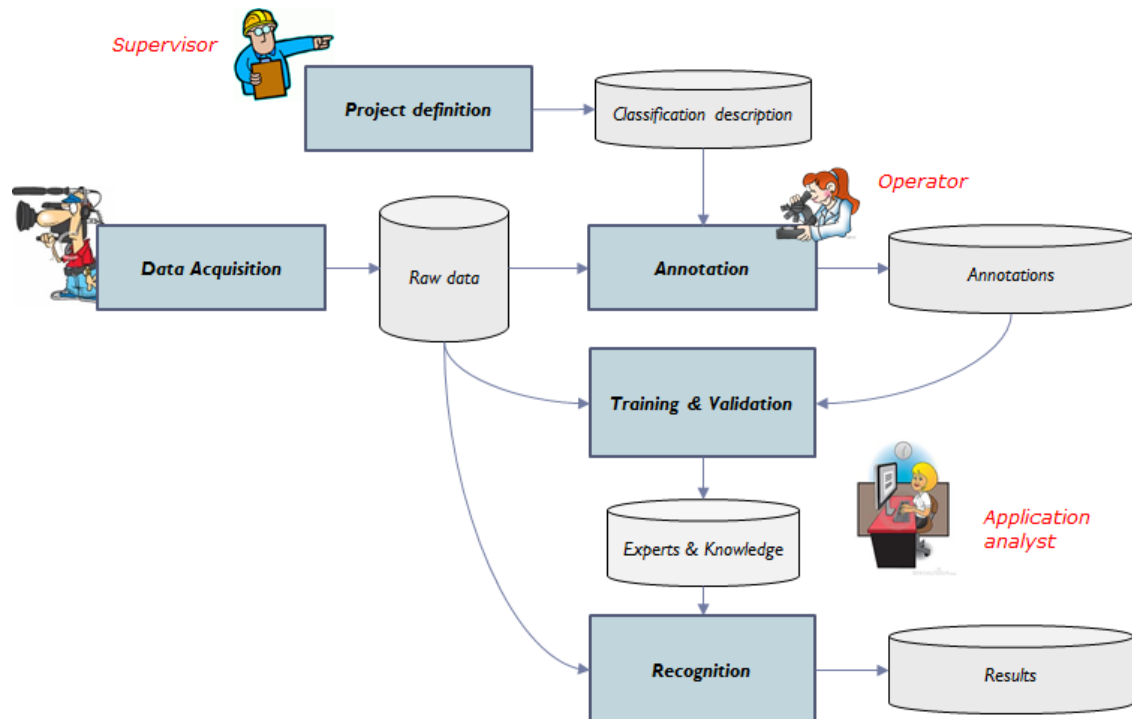 Supervisor
Project definition
Classification description
Operator
Data Acquisition
Raw data
Annotation
Annotations
Training & Validation
Experts & Knowledge
Application
analyst
Recognition
Results